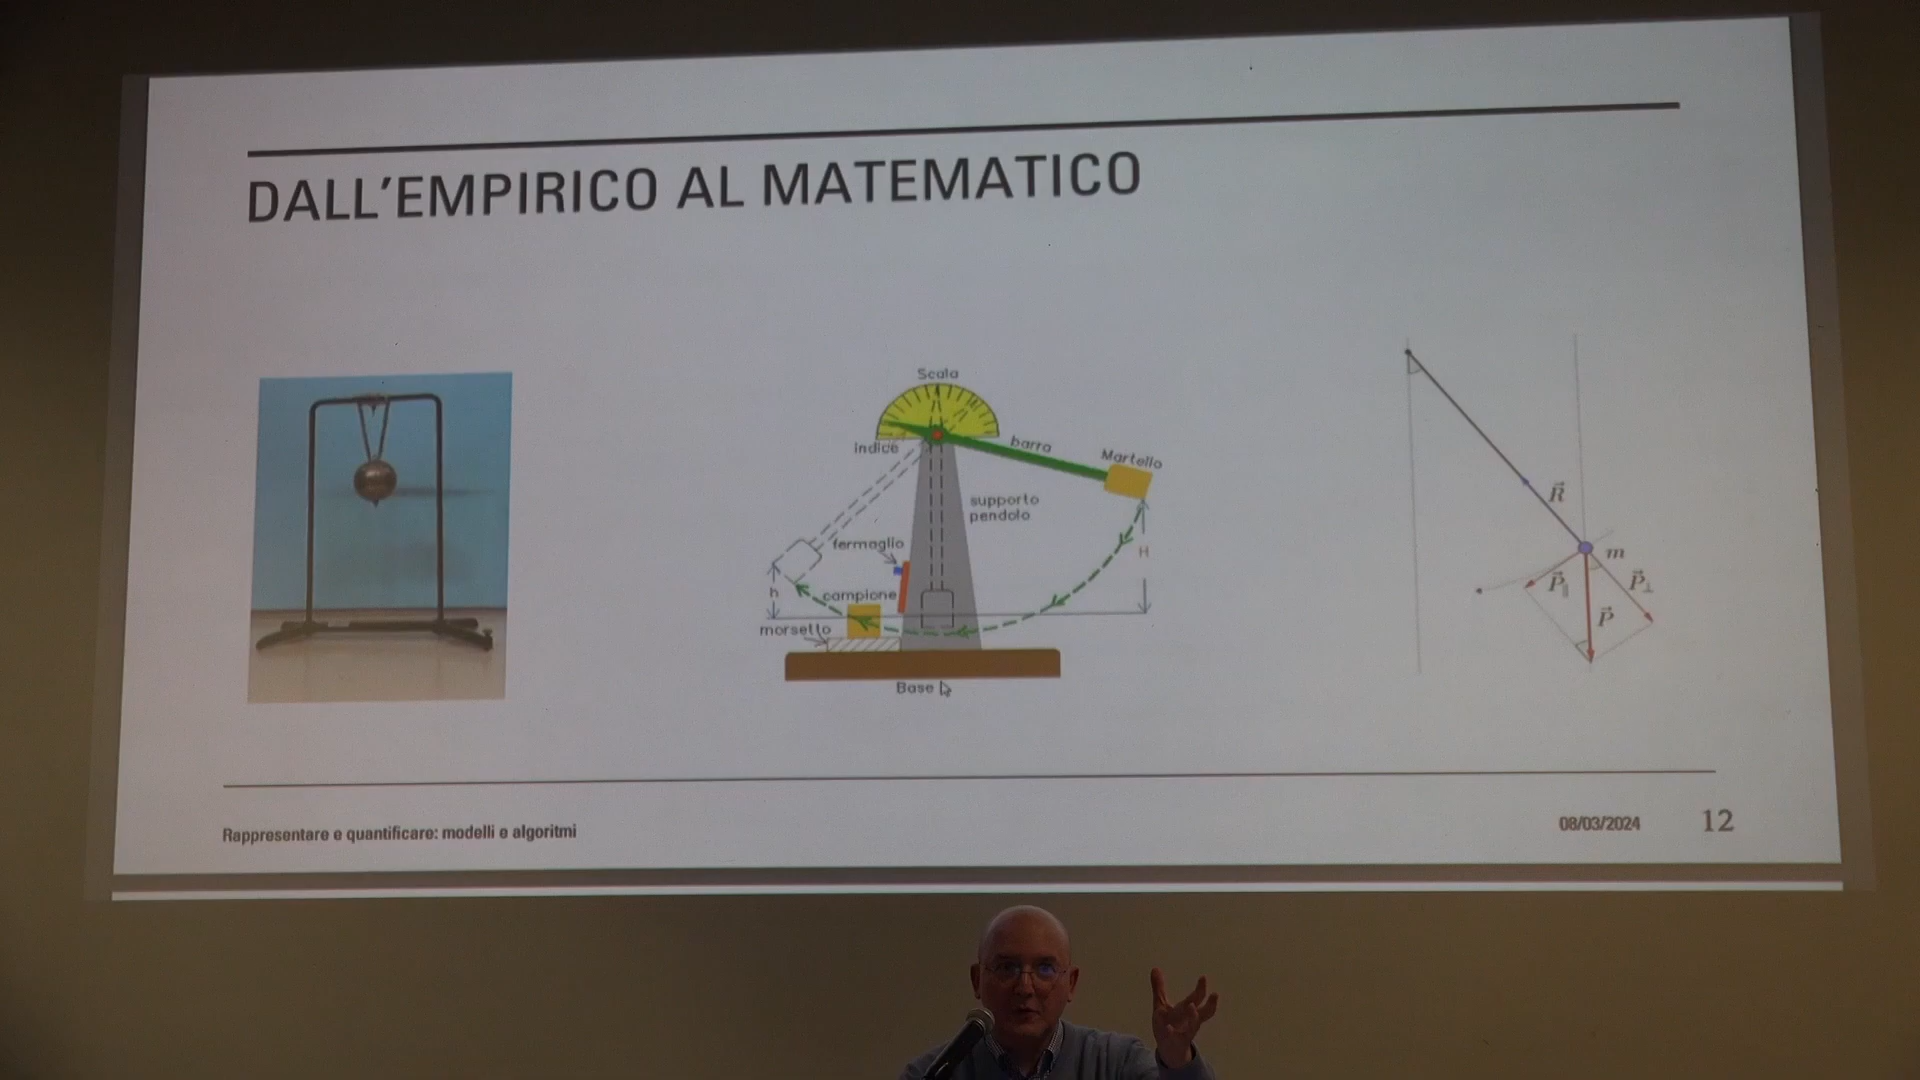 DALL'EMPIRICO AL MATEMATICO
Scala
indice
barra
Martello
supporto
pendolo
fermaglio
H
h
campione
morsetto
Base
R⃗
m
P⃗∥
P⃗⊥
P⃗
Rappresentare e quantificare: modelli e algoritmi
08/03/2024
12